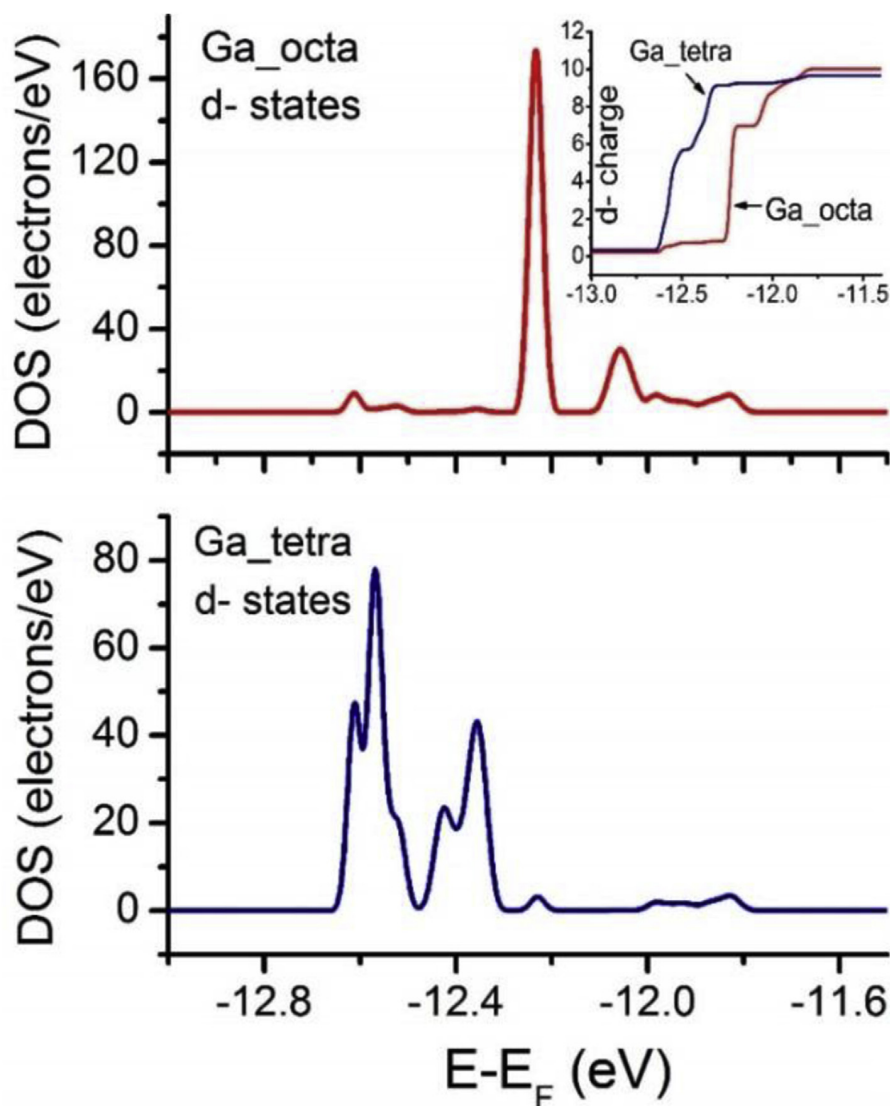 DOS (electrons/eV)
160
120
80
40
0
Ga_octa
d- states
d- charge
12
10
8
6
4
2
0
Ga_tetra
Ga_octa
-13.0 -12.5 -12.0 -11.5
DOS (electrons/eV)
80
60
40
20
0
Ga_tetra
d- states
-12.8 -12.4 -12.0 -11.6
E-E_F (eV)